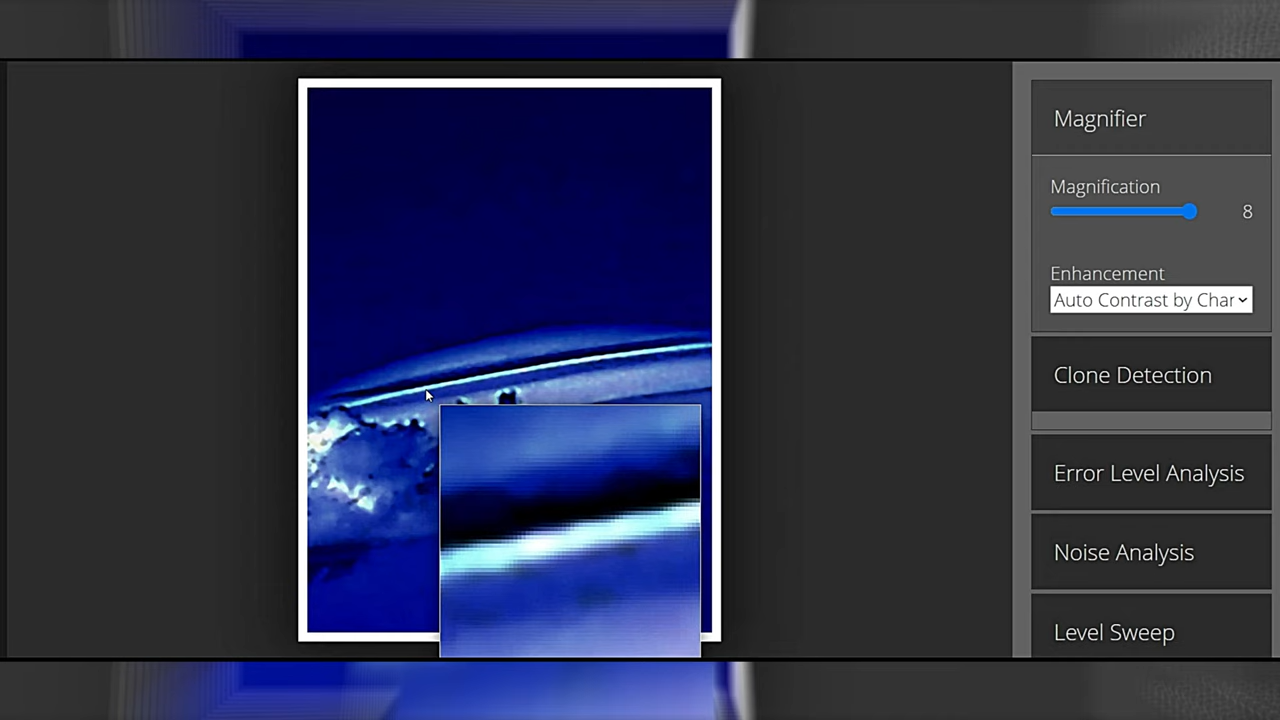 Magnifier
Magnification
8
Enhancement
Auto Contrast by Char
Clone Detection
Error Level Analysis
Noise Analysis
Level Sweep